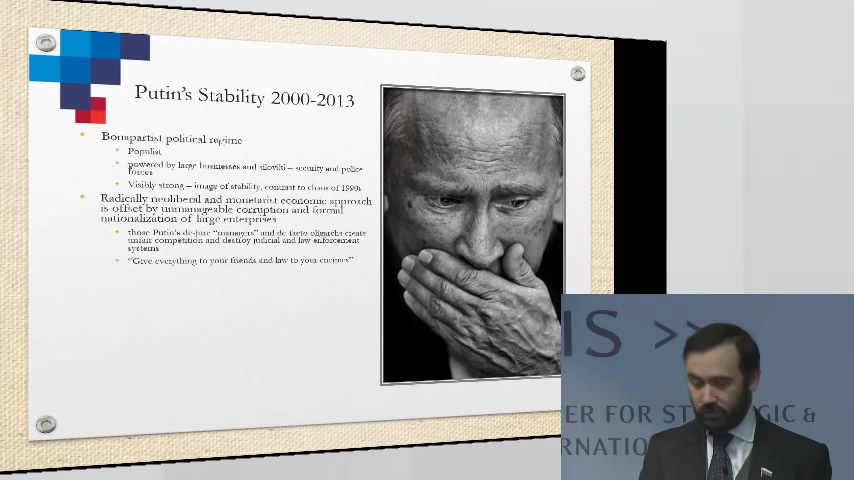 Putin's Stability 2000-2013
Bonapartist political regime
Populist
powered by large businesses and siloviki – security and police
forces
Visibly strong – image of stability, contrast to chaos of 1990s
Radically neoliberal and monetarist economic approach
is offset by unmanageable corruption and formal
nationalization of large enterprises
those Putin's de-jure "managers" and de facto oligarchs create
unfair competition and destroy judicial and law enforcement
systems
"Give everything to your friends and law to your enemies"
IS >>
ER FOR ST GIC &
RNATIO